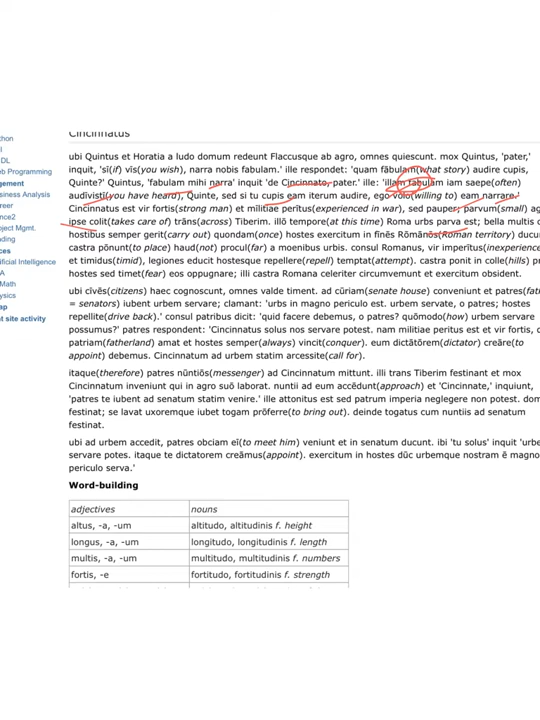 Cincinnatus
ubi Quintus et Horatia a ludo domum redeunt Flaccusque ab agro, omnes quiescunt. mox Quintus, 'pater,'
inquit, 'sī(if) vīs(you wish), narra nobis fabulam.' ille respondet: 'quam fābulam(what story) audire cupis,
Quinte?' Quintus, 'fabulam mihi narra' inquit 'de Cincinnato, pater.' ille: 'illam fabulam iam saepe(often)
audīvistī(you have heard), Quinte, sed si tu cupis eam iterum audire, ego volō(willing to) eam narrare.'
Cincinnatus est vir fortis(strong man) et mīlitiae perītus(experienced in war), sed pauper; parvum(small) ag
ipse colit(takes care of) trāns(across) Tiberim. illō tempore(at this time) Roma urbs parva est; bella multis c
hostibus semper gerit(carry out) quondam(once) hostes exercitum in finēs Rōmānōs(Roman territory) ducu
castra pōnunt(to place) haud(not) procul(far) a moenibus urbis. consul Romanus, vir imperītus(inexperience
et timidus(timid), legiones educit hostesque repellere(repell) temptat(attempt). castra ponit in colle(hills) pr
hostes sed timet(fear) eos oppugnare; illi castra Romana celeriter circumvenunt et exercitum obsident.
ubi cīvēs(citizens) haec cognoscunt, omnes valde timent. ad cūriam(senate house) conveniunt et patres(fat
= senators) iubent urbem servare; clamant: 'urbs in magno periculo est. urbem servate, o patres; hostes
repellite(drive back).' consul patribus dicit: 'quid facere debemus, o patres? quōmodo(how) urbem servare
possumus?' patres respondent: 'Cincinnatus solus nos servare potest. nam militiae peritus est et vir fortis, c
patriam(fatherland) amat et hostes semper(always) vincit(conquer). eum dictātōrem(dictator) creāre(to
appoint) debemus. Cincinnatum ad urbem statim arcessite(call for).
itaque(therefore) patres nūntiōs(messenger) ad Cincinnatum mittunt. illi trans Tiberim festinant et mox
Cincinnatum inveniunt qui in agro suō laborat. nuntii ad eum accēdunt(approach) et 'Cincinnate,' inquiunt,
'patres te iubent ad senatum statim venire.' ille attonitus est sed patrum imperia neglegere non potest. dom
festinat; se lavat uxoremque iubet togam prōferre(to bring out). deinde togatus cum nuntiis ad senatum
festinat.
ubi ad urbem accedit, patres obciam eī(to meet him) veniunt et in senatum ducunt. ibi 'tu solus' inquit 'urbe
servare potes. itaque te dictatorem creāmus(appoint). exercitum in hostes dūc urbemque nostram ē magno
periculo serva.'
Word-building
adjectives nouns
altus, -a, -um altitudo, altitudinis f. height
longus, -a, -um longitudo, longitudinis f. length
multis, -a, -um multitudo, multitudinis f. numbers
fortis, -e fortitudo, fortitudinis f. strength
thon
DL
b Programming
gement
siness Analysis
reer
nce2
ject Mgmt.
ding
ces
ificial Intelligence
A
Math
ysics
ap
t site activity